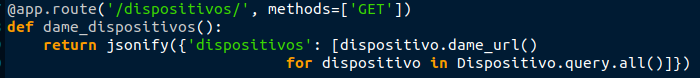 @app.route('/dispositivos/', methods=['GET'])
def dame_dispositivos():
    return jsonify({'dispositivos': [dispositivo.dame_url()
                                     for dispositivo in Dispositivo.query.all()]})